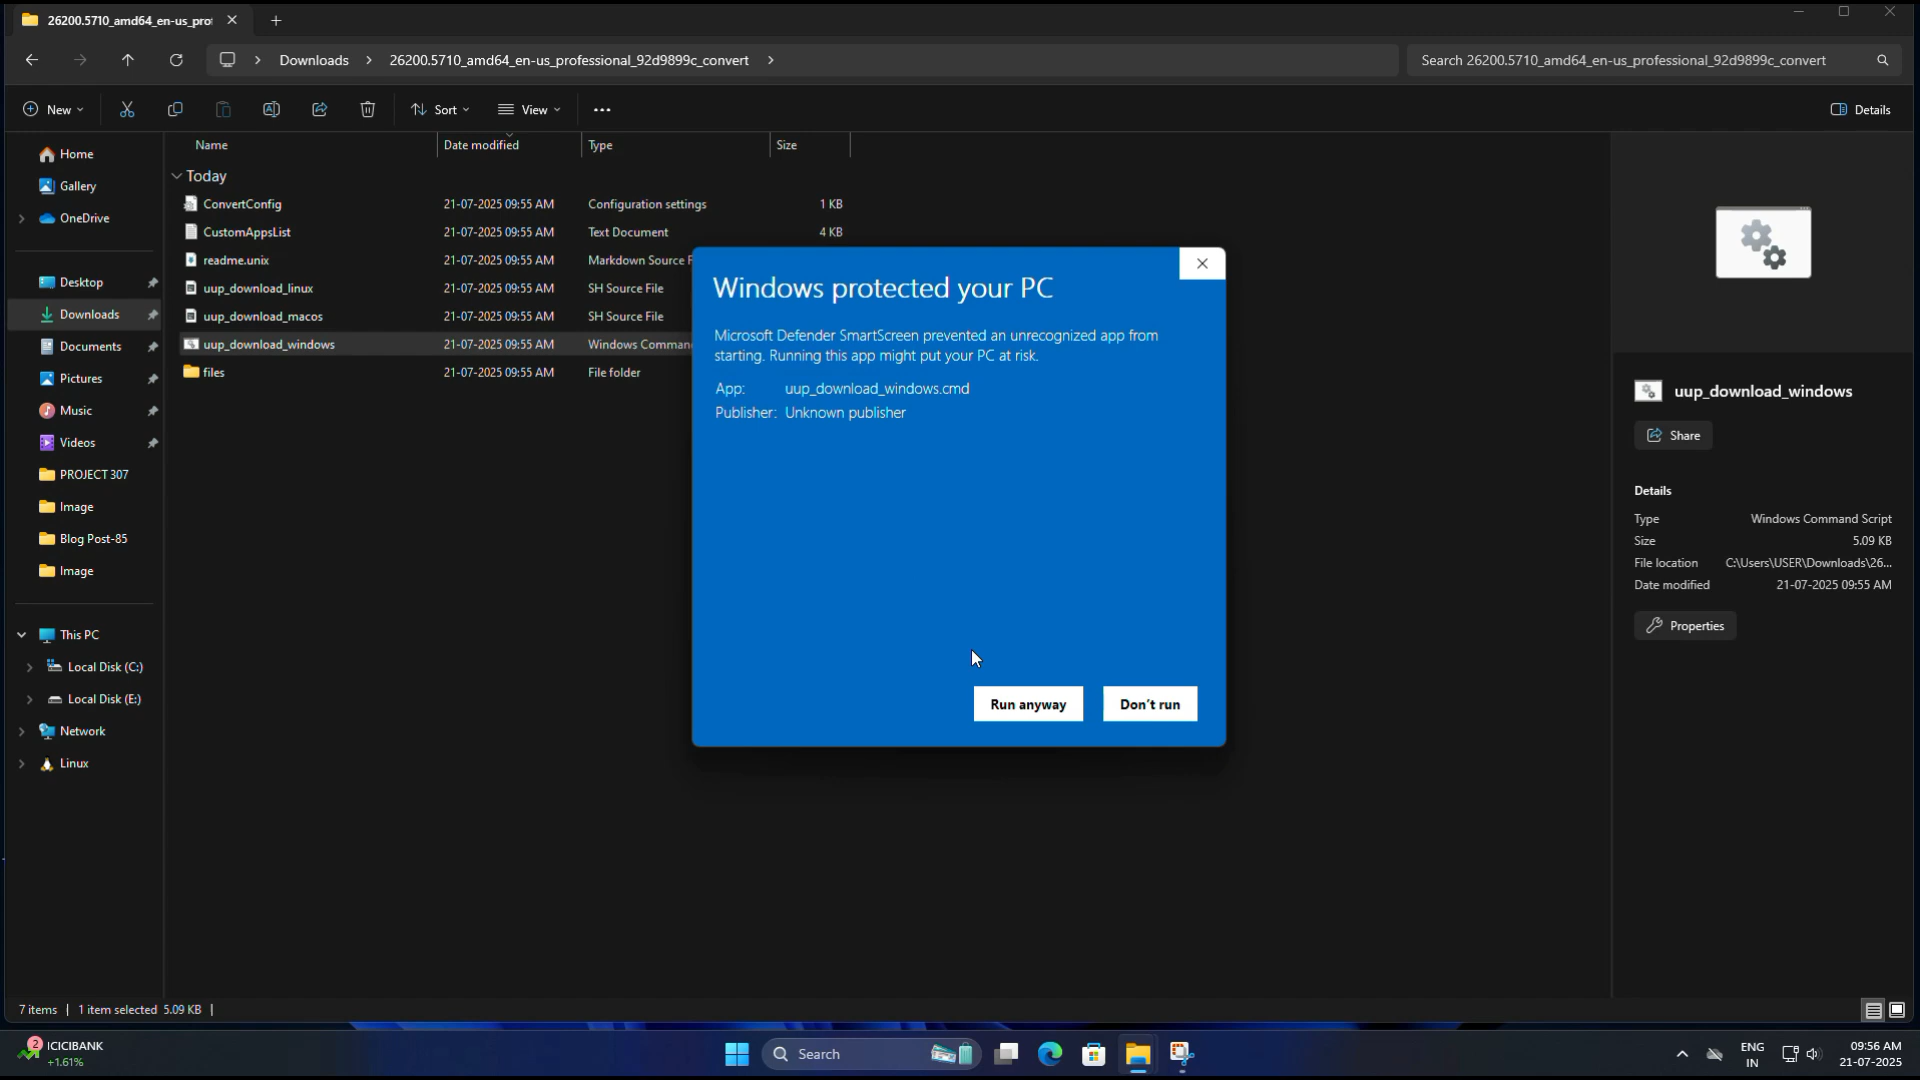 26200.5710_amd64_en-us_pro
Downloads
26200.5710_amd64_en-us_professional_92d9899c_convert
Search 26200.5710_amd64_en-us_professional_92d9899c_convert
New
Sort
View
Details
Name
Date modified
Type
Size
Today
ConvertConfig 21-07-2025 09:55 AM Configuration settings 1 KB
CustomAppsList 21-07-2025 09:55 AM Text Document 4 KB
readme.unix 21-07-2025 09:55 AM Markdown Source F
uup_download_linux 21-07-2025 09:55 AM SH Source File
uup_download_macos 21-07-2025 09:55 AM SH Source File
uup_download_windows 21-07-2025 09:55 AM Windows Comman
files 21-07-2025 09:55 AM File folder
Home
Gallery
OneDrive
Desktop
Downloads
Documents
Pictures
Music
Videos
PROJECT 307
Image
Blog Post-85
Image
This PC
Local Disk (C:)
Local Disk (E:)
Network
Linux
Windows protected your PC
Microsoft Defender SmartScreen prevented an unrecognized app from
starting. Running this app might put your PC at risk.
App: uup_download_windows.cmd
Publisher: Unknown publisher
Run anyway
Don't run
uup_download_windows
Share
Details
Type Windows Command Script
Size 5.09 KB
File location C:\Users\USER\Downloads\26...
Date modified 21-07-2025 09:55 AM
Properties
7 items
1 item selected 5.09 KB
2
ICICIBANK
+1.61%
Search
ENG
IN
09:56 AM
21-07-2025